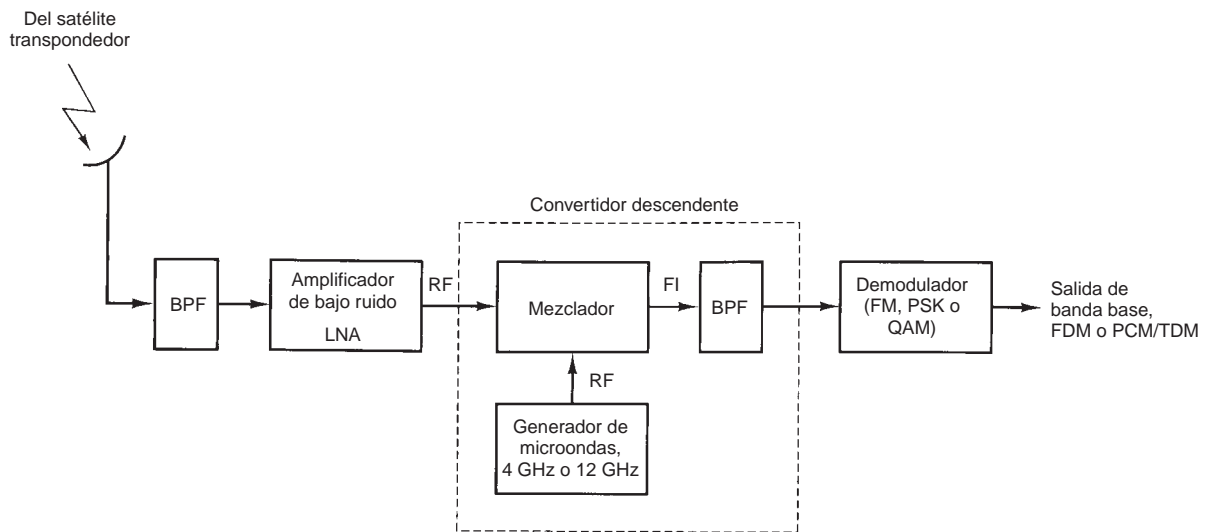 Del satélite
transpondedor
Convertidor descendente
BPF
Amplificador
de bajo ruido
LNA
RF
Mezclador
FI
BPF
Demodulador
(FM, PSK o
QAM)
Salida de
banda base,
FDM o PCM/TDM
RF
Generador de
microondas,
4 GHz o 12 GHz